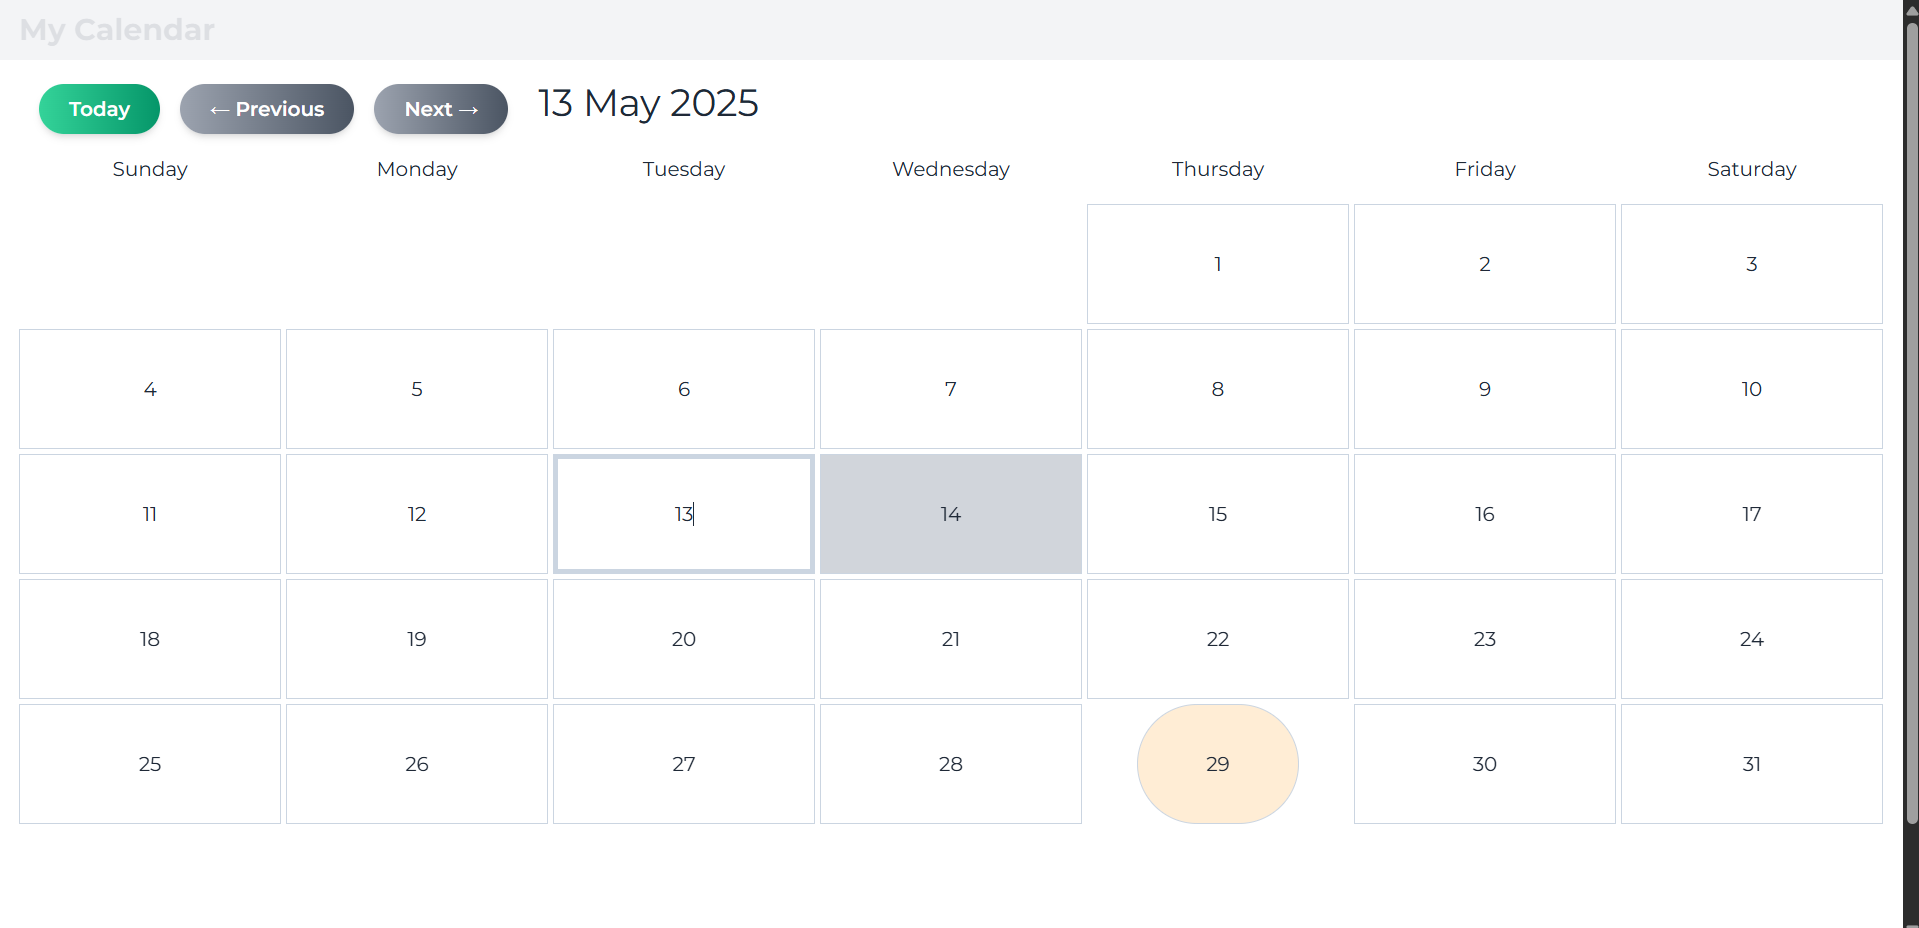 My Calendar
Today ← Previous Next → 13 May 2025
Sunday Monday Tuesday Wednesday Thursday Friday Saturday
1 2 3
4 5 6 7 8 9 10
11 12 13 14 15 16 17
18 19 20 21 22 23 24
25 26 27 28 29 30 31